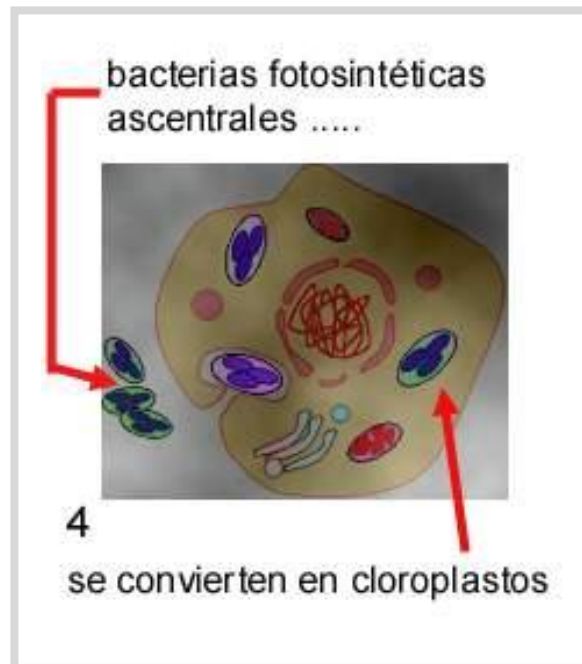 bacterias fotosintéticas
ascentrales .....
4
se convierten en cloroplastos